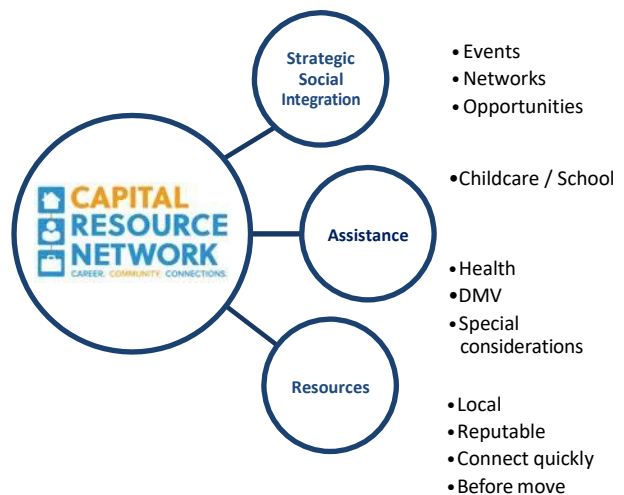 Strategic
Social
Integration
• Events
• Networks
• Opportunities
CAPITAL
RESOURCE
NETWORK
CAREER. COMMUNITY. CONNECTIONS.
Assistance
•Childcare / School
•Health
•DMV
•Special
considerations
Resources
•Local
•Reputable
•Connect quickly
•Before move